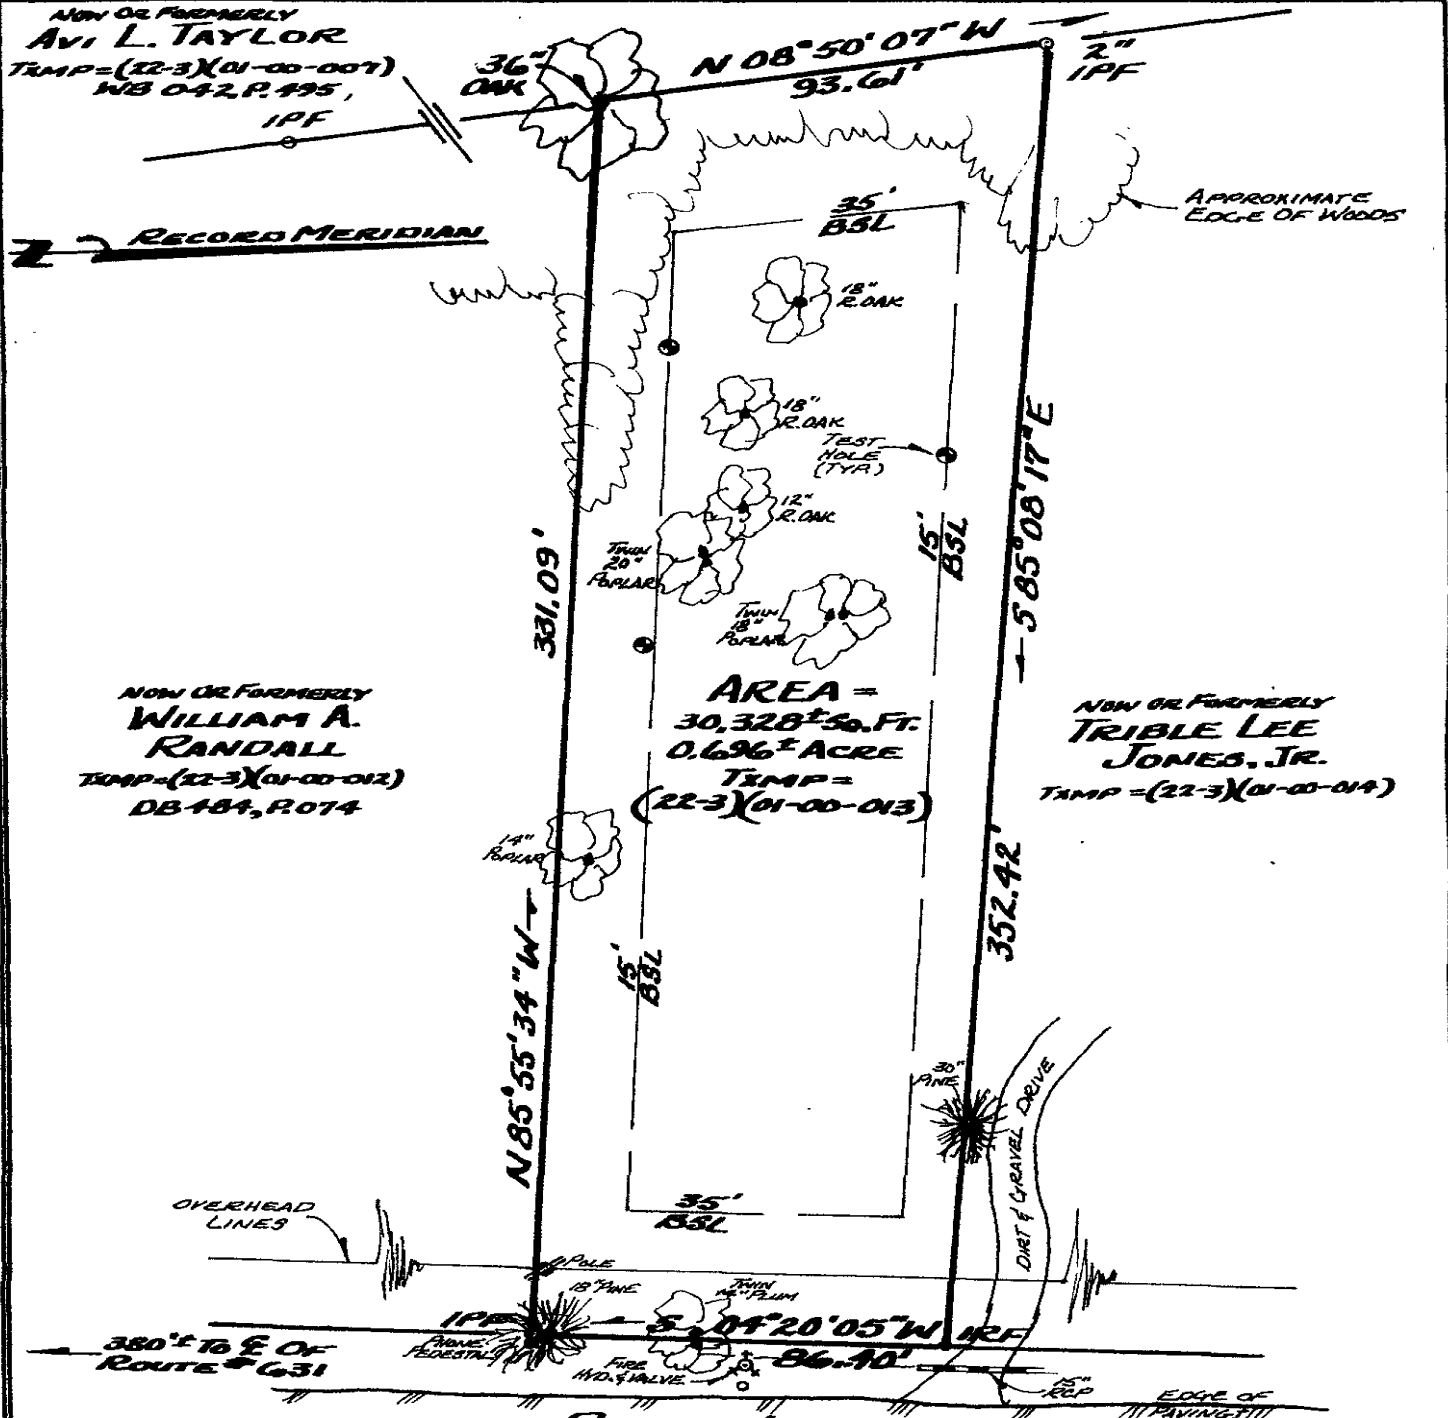 NOW OR FORMERLY
AVI L. TAYLOR
TXMP=(22-3)(01-00-007)
WB 042, P. 495,
IPF
36"
OAK
N 08°50'07" W
93.61'
2"
IPF
RECORD MERIDIAN
35'
BSL
APPROXIMATE
EDGE OF WOODS
18"
R.OAK
18"
R.OAK
TEST
HOLE
(TYP.)
12"
R.OAK
TWIN
20"
POPLAR
TWIN
18"
POPLAR
15'
BSL
S 85°08'17" E
331.09'
NOW OR FORMERLY
WILLIAM A.
RANDALL
TXMP=(22-3)(01-00-012)
DB 484, P.074
AREA =
30,328± SQ. FT.
0.696± ACRE
TXMP=
(22-3)(01-00-013)
NOW OR FORMERLY
TRIBLE LEE
JONES, JR.
TXMP=(22-3)(01-00-014)
14"
POPLAR
352.42'
N 85°55'34" W
15'
BSL
30"
PINE
DIRT & GRAVEL DRIVE
35'
BSL
OVERHEAD
LINES
POLE
18" PINE
TWIN
PLUM
IPF
PHONE
PEDESTAL
S 04°20'05" W
IRF
86.40'
380'± TO ℄ OF
ROUTE # 631
FIRE
HYD. & VALVE
15"
RCP
EDGE OF
PAVING